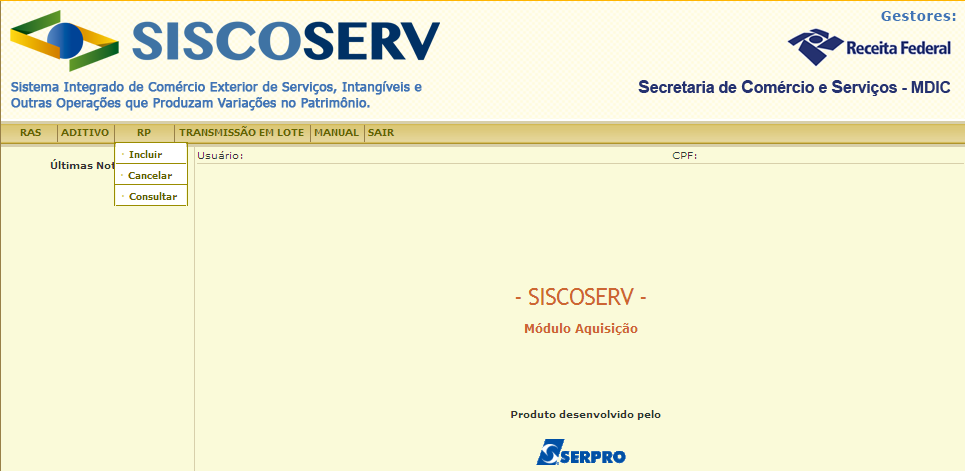 Gestores:
SISCOSERV
Receita Federal
Sistema Integrado de Comércio Exterior de Serviços, Intangíveis e
Outras Operações que Produzam Variações no Patrimônio.
Secretaria de Comércio e Serviços - MDIC
RAS ADITIVO RP TRANSMISSÃO EM LOTE MANUAL SAIR
Incluir
Cancelar
Consultar
Últimas Not
Usuário: CPF:
- SISCOSERV -
Módulo Aquisição
Produto desenvolvido pelo
SERPRO